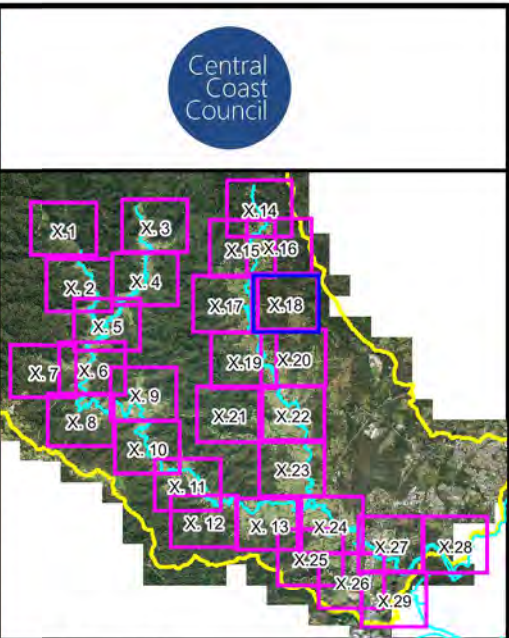 Central
Coast
Council
X.14
X.1
X. 3
X.15
X.16
X. 2
X. 4
X.17
X.18
X. 5
X. 7
X. 6
X.19
X.20
X. 9
X. 8
X.21
X.22
X. 10
X.23
X. 11
X. 12
X. 13
X.24
X.25
X.27
X.28
X.26
X.29